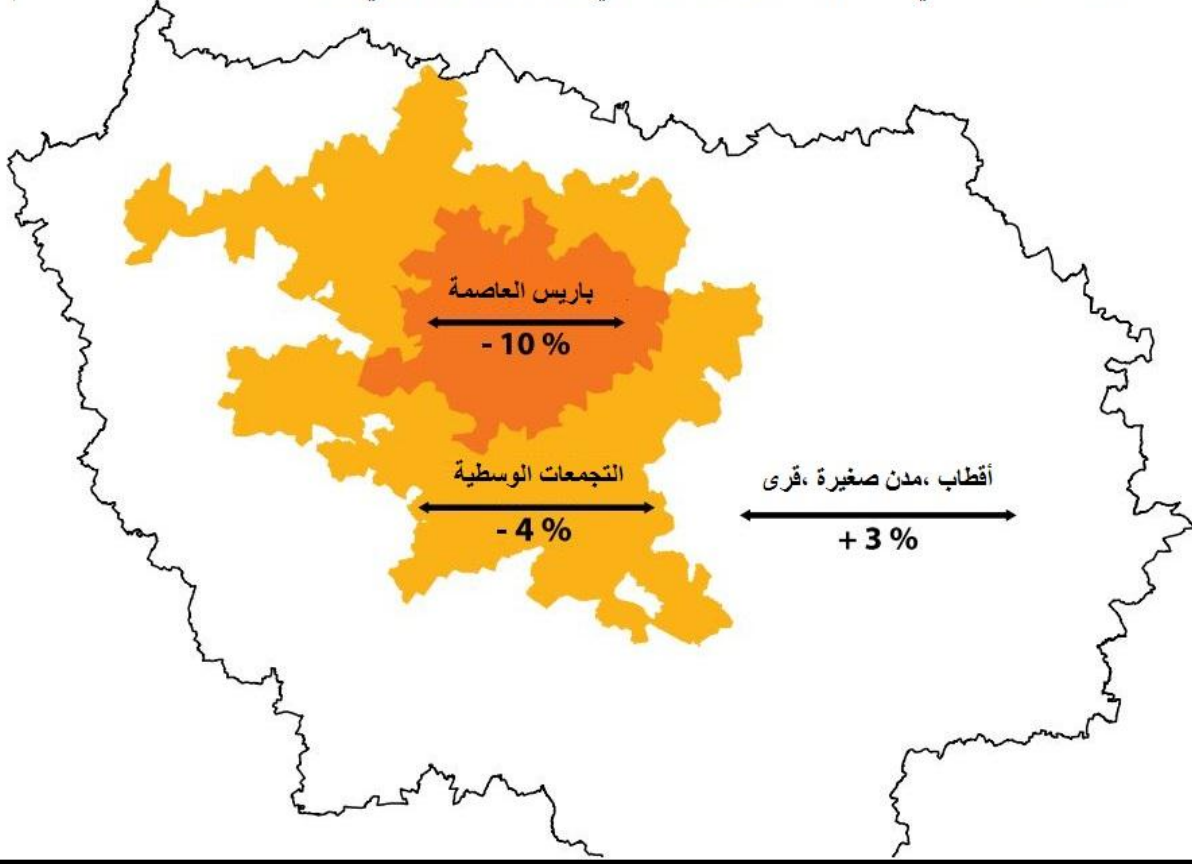 باريس العاصمة
- 10 %
التجمعات الوسطية
- 4 %
أقطاب ،مدن صغيرة ،قرى
+ 3 %